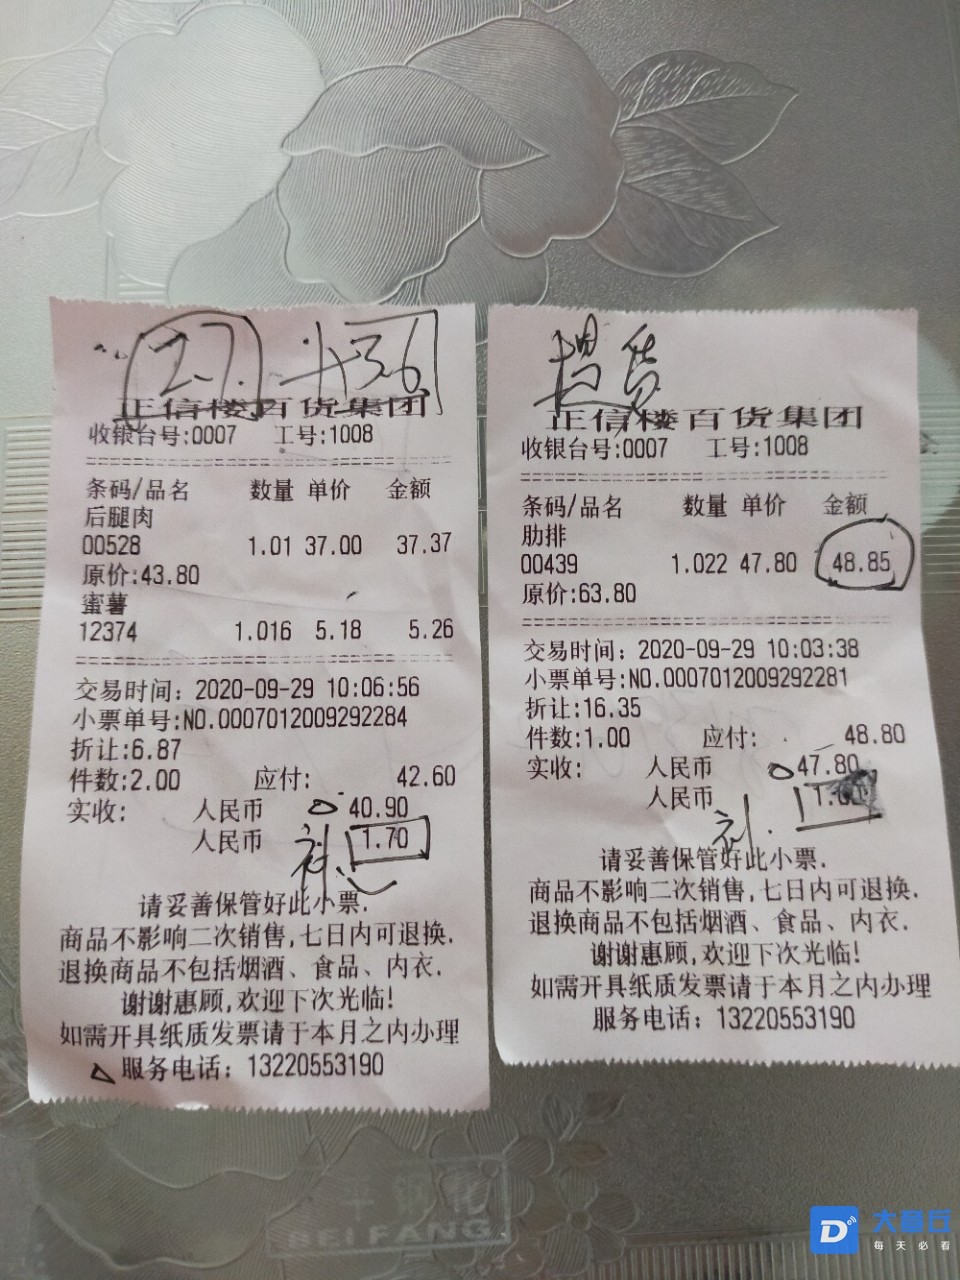 2.7. +36
正信楼百货集团
收银台号:0007 工号:1008
条码/品名 数量 单价 金额
后腿肉
00528 1.01 37.00 37.37
原价:43.80
蜜薯
12374 1.016 5.18 5.26
交易时间: 2020-09-29 10:06:56
小票单号:NO.0007012009292284
折让:6.87
件数:2.00 应付: 42.60
实收: 人民币 40.90
人民币 1.70
补
请妥善保管好此小票.
商品不影响二次销售,七日内可退换.
退换商品不包括烟酒、食品、内衣.
谢谢惠顾,欢迎下次光临!
如需开具纸质发票请于本月之内办理
服务电话: 13220553190
提货
正信楼百货集团
收银台号:0007 工号:1008
条码/品名 数量 单价 金额
肋排
00439 1.022 47.80 48.85
原价:63.80
交易时间: 2020-09-29 10:03:38
小票单号:NO.0007012009292281
折让:16.35
件数:1.00 应付: 48.80
实收: 人民币 47.80
人民币
补.
请妥善保管好此小票.
商品不影响二次销售,七日内可退换.
退换商品不包括烟酒、食品、内衣.
谢谢惠顾,欢迎下次光临!
如需开具纸质发票请于本月之内办理
服务电话: 13220553190
BEI FANG
每天必看